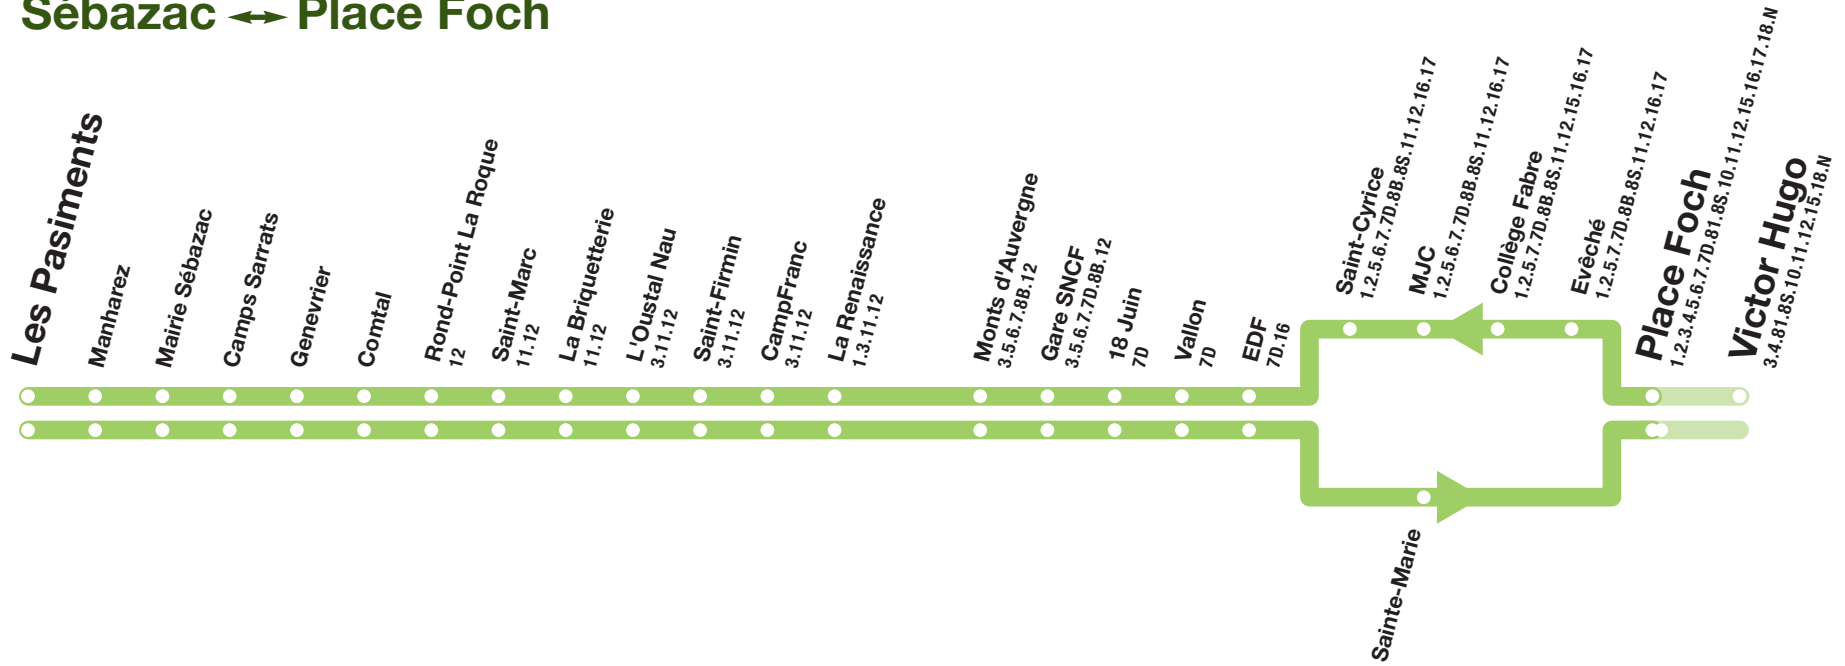 Sébazac ↔ Place Foch
Les Pasiments
Manharez
Mairie Sébazac
Camps Sarrats
Genevrier
Comtal
Rond-Point La Roque
12
Saint-Marc
11.12
La Briquetterie
11.12
L'Oustal Nau
3.11.12
Saint-Firmin
3.11.12
Camp-Franc
3.11.12
La Renaissance
1.3.11.12
Monts d'Auvergne
3.5.6.7.8B.12
Gare SNCF
3.5.6.7.7D.8B.12
18 Juin
7D
Vallon
7D
EDF
7D.16
Saint-Cyrice
1.2.5.6.7.7D.8B.8S.11.12.16.17
MJC
1.2.5.6.7.7D.8B.8S.11.12.16.17
Collège Fabre
1.2.5.7.7D.8B.8S.11.12.15.16.17
Evêché
1.2.5.7.7D.8B.8S.11.12.16.17
Place Foch
1.2.3.4.5.6.7.7D.81.8S.10.11.12.15.16.17.18.N
Victor Hugo
3.4.81.8S.10.11.12.15.18.N
Sainte-Marie